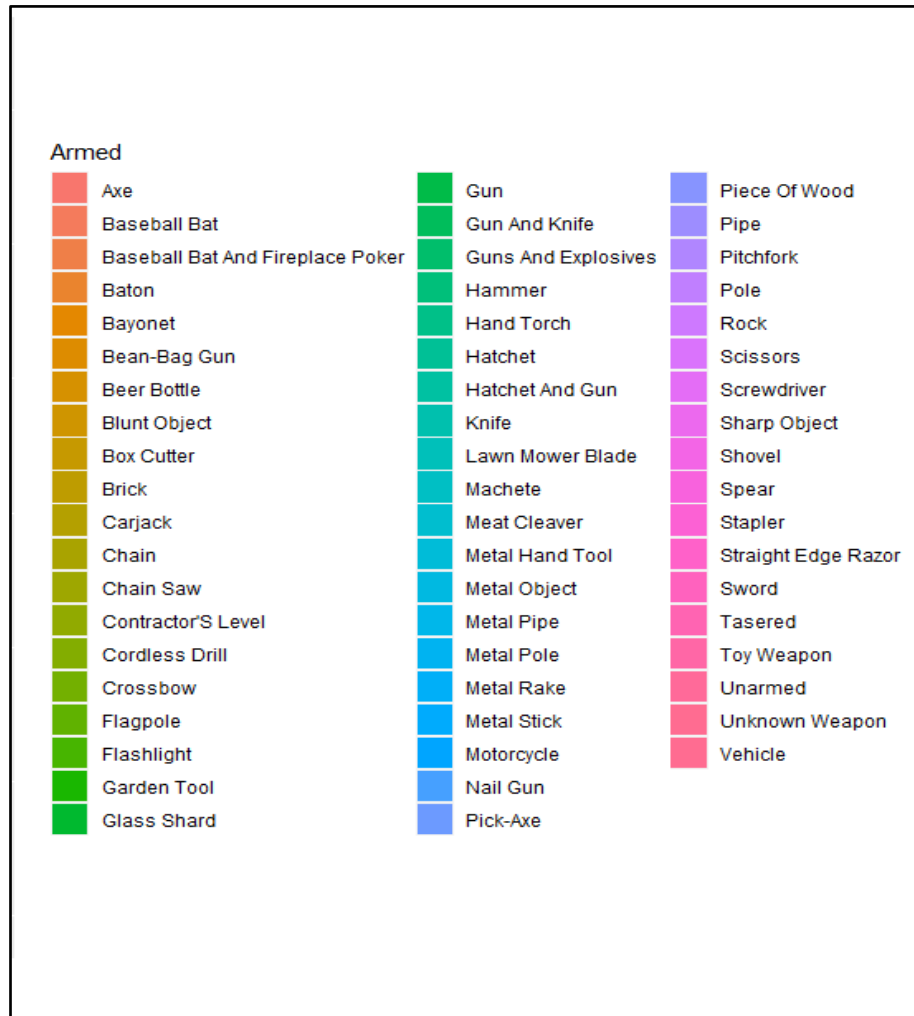 Armed
Axe
Baseball Bat
Baseball Bat And Fireplace Poker
Baton
Bayonet
Bean-Bag Gun
Beer Bottle
Blunt Object
Box Cutter
Brick
Carjack
Chain
Chain Saw
Contractor'S Level
Cordless Drill
Crossbow
Flagpole
Flashlight
Garden Tool
Glass Shard
Gun
Gun And Knife
Guns And Explosives
Hammer
Hand Torch
Hatchet
Hatchet And Gun
Knife
Lawn Mower Blade
Machete
Meat Cleaver
Metal Hand Tool
Metal Object
Metal Pipe
Metal Pole
Metal Rake
Metal Stick
Motorcycle
Nail Gun
Pick-Axe
Piece Of Wood
Pipe
Pitchfork
Pole
Rock
Scissors
Screwdriver
Sharp Object
Shovel
Spear
Stapler
Straight Edge Razor
Sword
Tasered
Toy Weapon
Unarmed
Unknown Weapon
Vehicle